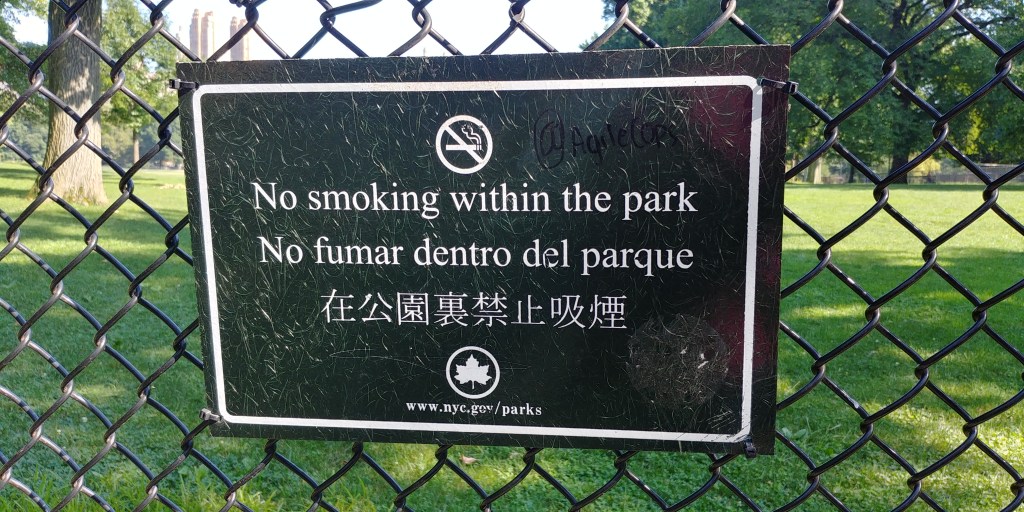 @AgileCops
No smoking within the park
No fumar dentro del parque
在公園裏禁止吸煙
www.nyc.gov/parks